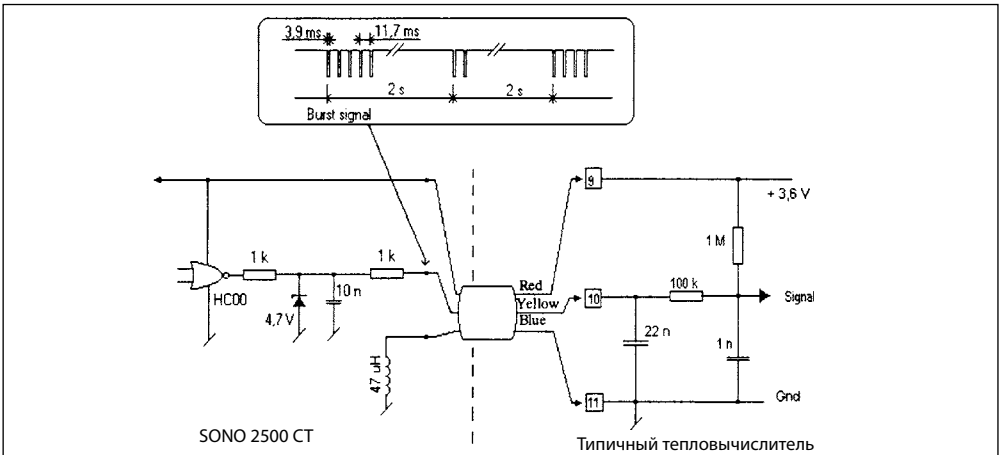 3,9 ms
11,7 ms
2 s
2 s
Burst signal
9
+ 3,6 V
1 M
1 k
1 k
Red
Yellow
Blue
10
100 k
Signal
HC00
10 n
4,7 V
22 n
1 n
47 uH
11
Gnd
SONO 2500 CT
Типичный тепловычислитель